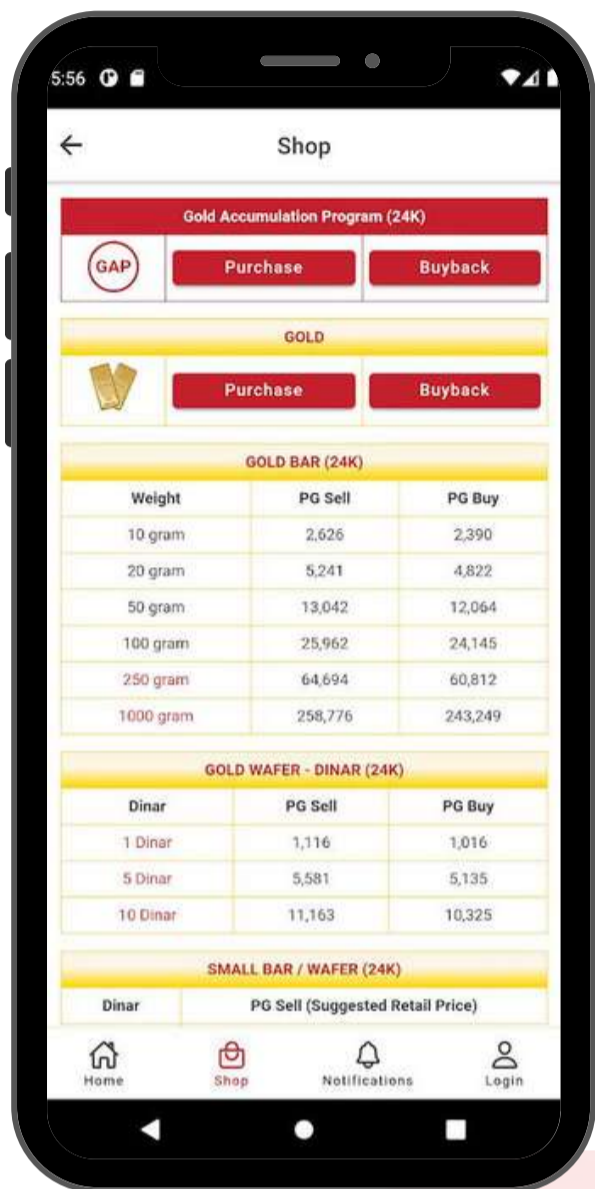 5:56
Shop
Gold Accumulation Program (24K)
GAP Purchase Buyback
GOLD
Purchase Buyback
GOLD BAR (24K)
Weight PG Sell PG Buy
10 gram 2,626 2,390
20 gram 5,241 4,822
50 gram 13,042 12,064
100 gram 25,962 24,145
250 gram 64,694 60,812
1000 gram 258,776 243,249
GOLD WAFER - DINAR (24K)
Dinar PG Sell PG Buy
1 Dinar 1,116 1,016
5 Dinar 5,581 5,135
10 Dinar 11,163 10,325
SMALL BAR / WAFER (24K)
Dinar PG Sell (Suggested Retail Price)
Home Shop Notifications Login